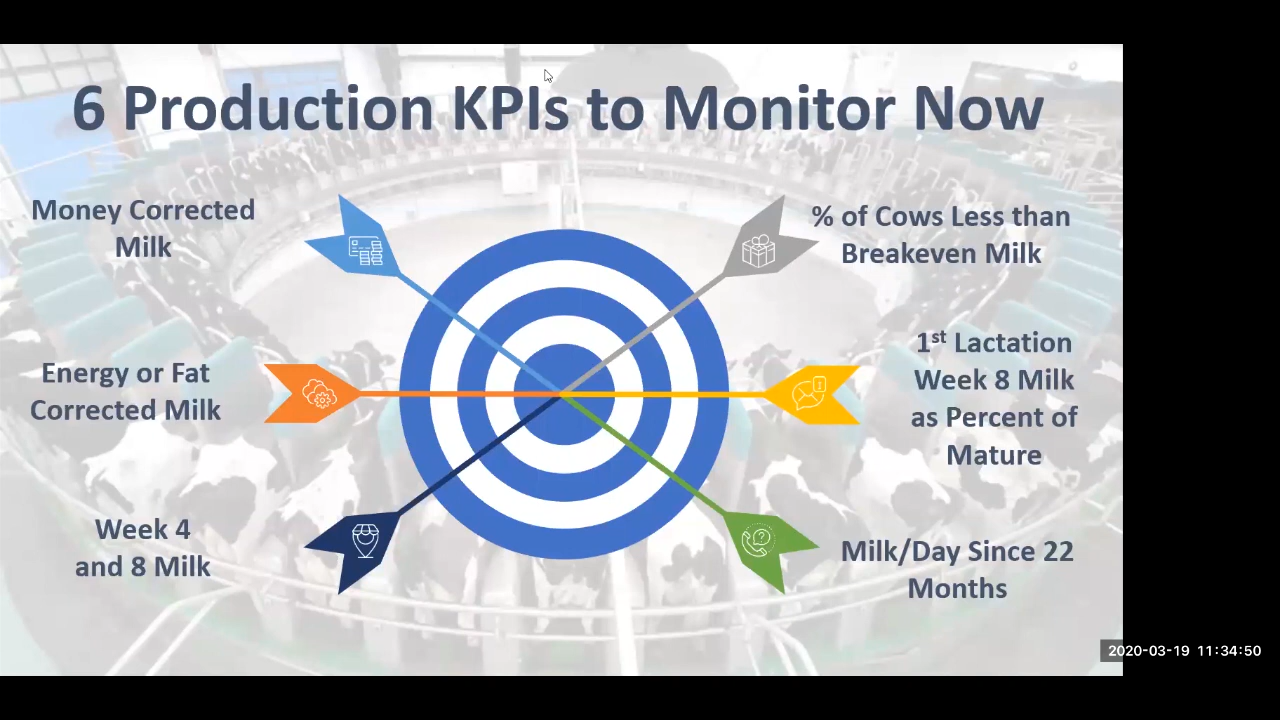 6 Production KPIs to Monitor Now
Money Corrected
Milk
% of Cows Less than
Breakeven Milk
Energy or Fat
Corrected Milk
1st Lactation
Week 8 Milk
as Percent of
Mature
Week 4
and 8 Milk
Milk/Day Since 22
Months
2020-03-19 11:34:50